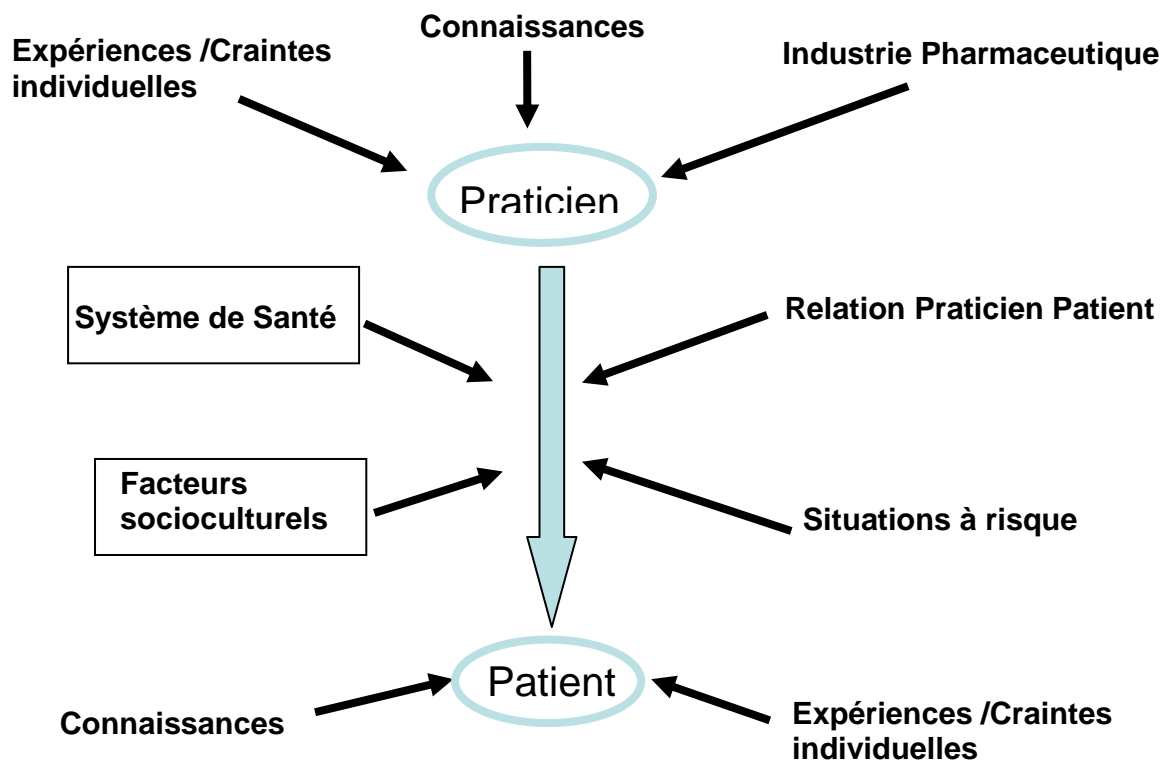 Connaissances
Expériences /Craintes
individuelles
Industrie Pharmaceutique
Praticien
Système de Santé
Relation Praticien Patient
Facteurs
socioculturels
Situations à risque
Patient
Connaissances
Expériences /Craintes
individuelles